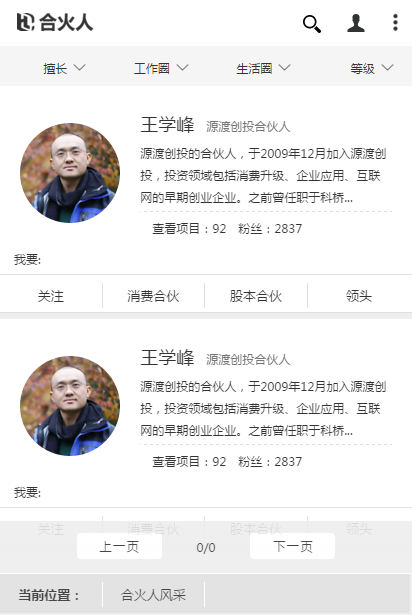 合火人
擅长 工作圈 生活圈 等级
王学峰 源渡创投合伙人
源渡创投的合伙人，于2009年12月加入源渡创
投，投资领域包括消费升级、企业应用、互联
网的早期创业企业。之前曾任职于科桥...
查看项目：92 粉丝：2837
我要:
关注 消费合伙 股本合伙 领头
王学峰 源渡创投合伙人
源渡创投的合伙人，于2009年12月加入源渡创
投，投资领域包括消费升级、企业应用、互联
网的早期创业企业。之前曾任职于科桥...
查看项目：92 粉丝：2837
我要:
关注 消费合伙 股本合伙 领头
上一页 0/0 下一页
当前位置： 合火人风采